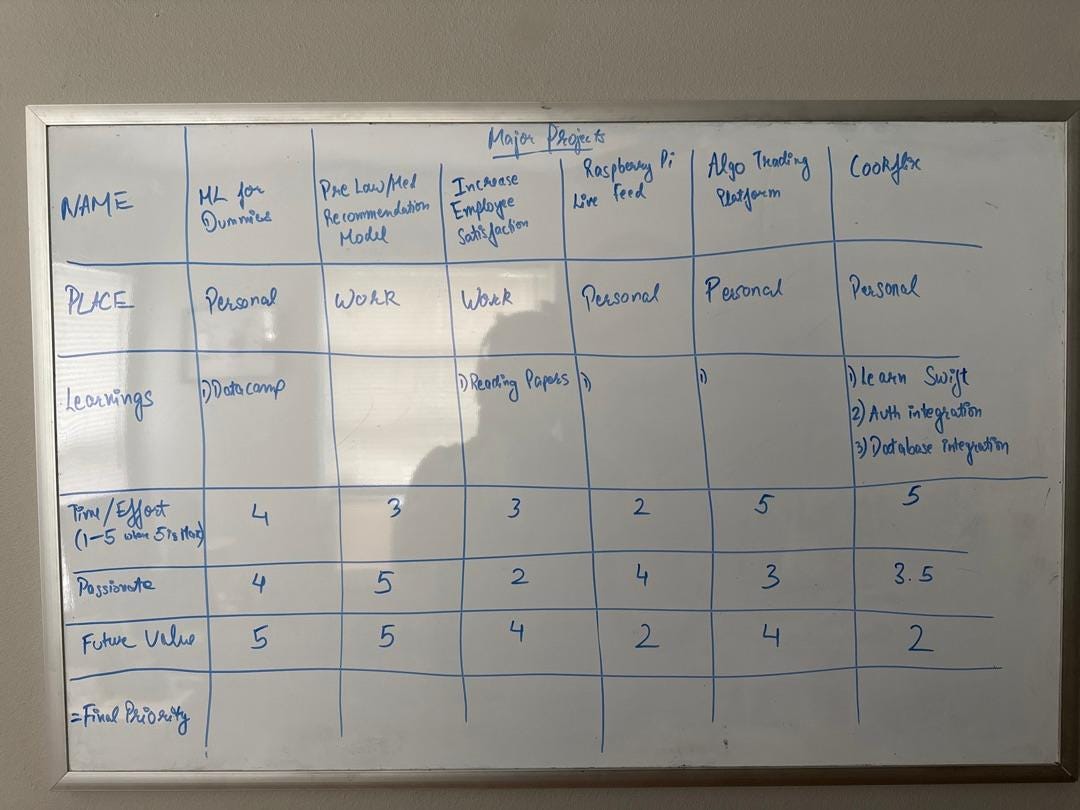 Major Projects
NAME
ML for
Dummies
Pre Law/Med
Recommendation
Model
Increase
Employee
Satisfaction
Raspberry Pi
Live Feed
Algo Trading
Platform
Cookflix
PLACE
Personal
WORK
WORK
Personal
Personal
Personal
Learnings
1) Datacamp
1) Reading Papers
1)
1)
1) Learn Swift
2) Auth integration
3) Database integration
Time/Effort
(1-5 where 5 is Max)
4
3
3
2
5
5
Passionate
4
5
2
4
3
3.5
Future Value
5
5
4
2
4
2
=Final Priority